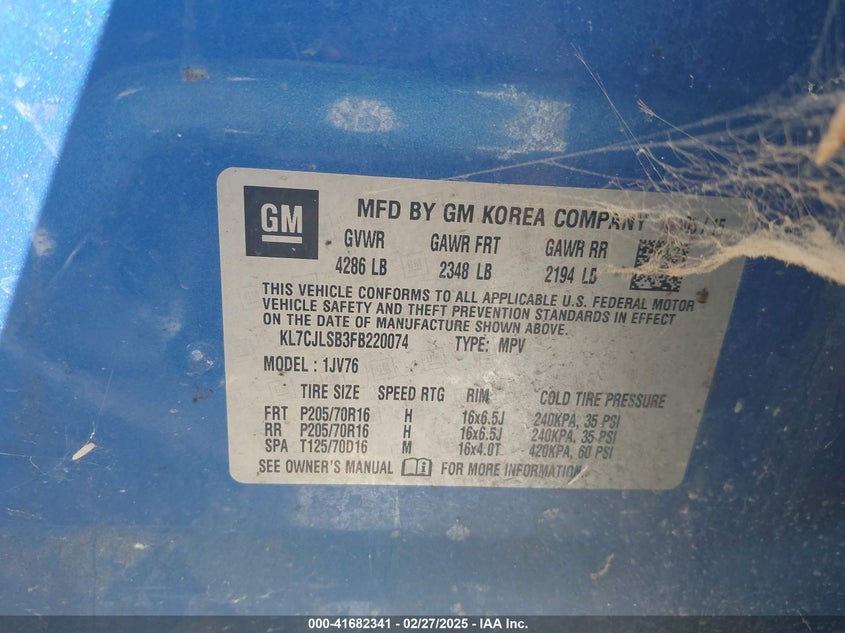 GM
MFD BY GM KOREA COMPANY
GVWR GAWR FRT GAWR RR
4286 LB 2348 LB 2194 LB
THIS VEHICLE CONFORMS TO ALL APPLICABLE U.S. FEDERAL MOTOR
VEHICLE SAFETY AND THEFT PREVENTION STANDARDS IN EFFECT
ON THE DATE OF MANUFACTURE SHOWN ABOVE.
KL7CJLSB3FB220074 TYPE: MPV
MODEL: 1JV76
TIRE SIZE SPEED RTG RIM COLD TIRE PRESSURE
FRT P205/70R16 H 16x6.5J 240KPA, 35 PSI
RR P205/70R16 H 16x6.5J 240KPA, 35 PSI
SPA T125/70D16 M 16x4.0T 420KPA, 60 PSI
SEE OWNER'S MANUAL FOR MORE INFORMATION.
000-41682341 - 02/27/2025 - IAA Inc.